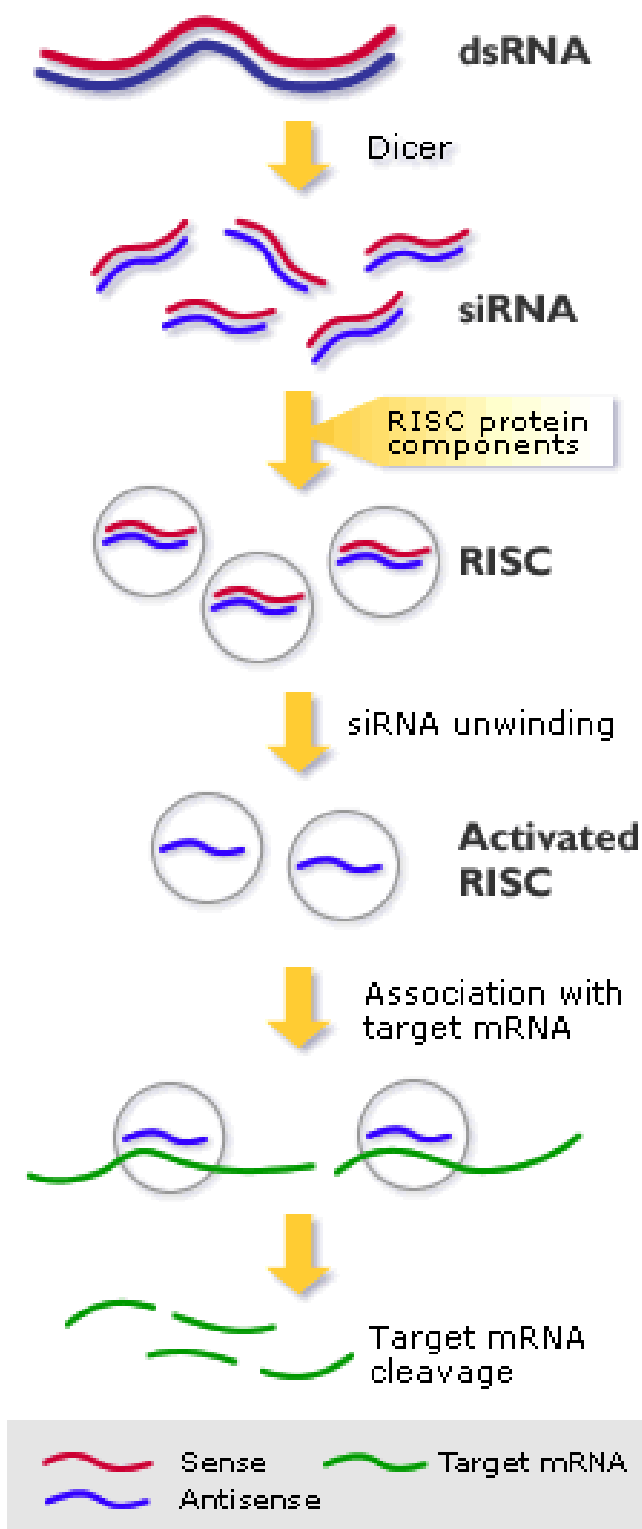 dsRNA
Dicer
siRNA
RISC protein
components
RISC
siRNA unwinding
Activated
RISC
Association with
target mRNA
Target mRNA
cleavage
Sense
Target mRNA
Antisense